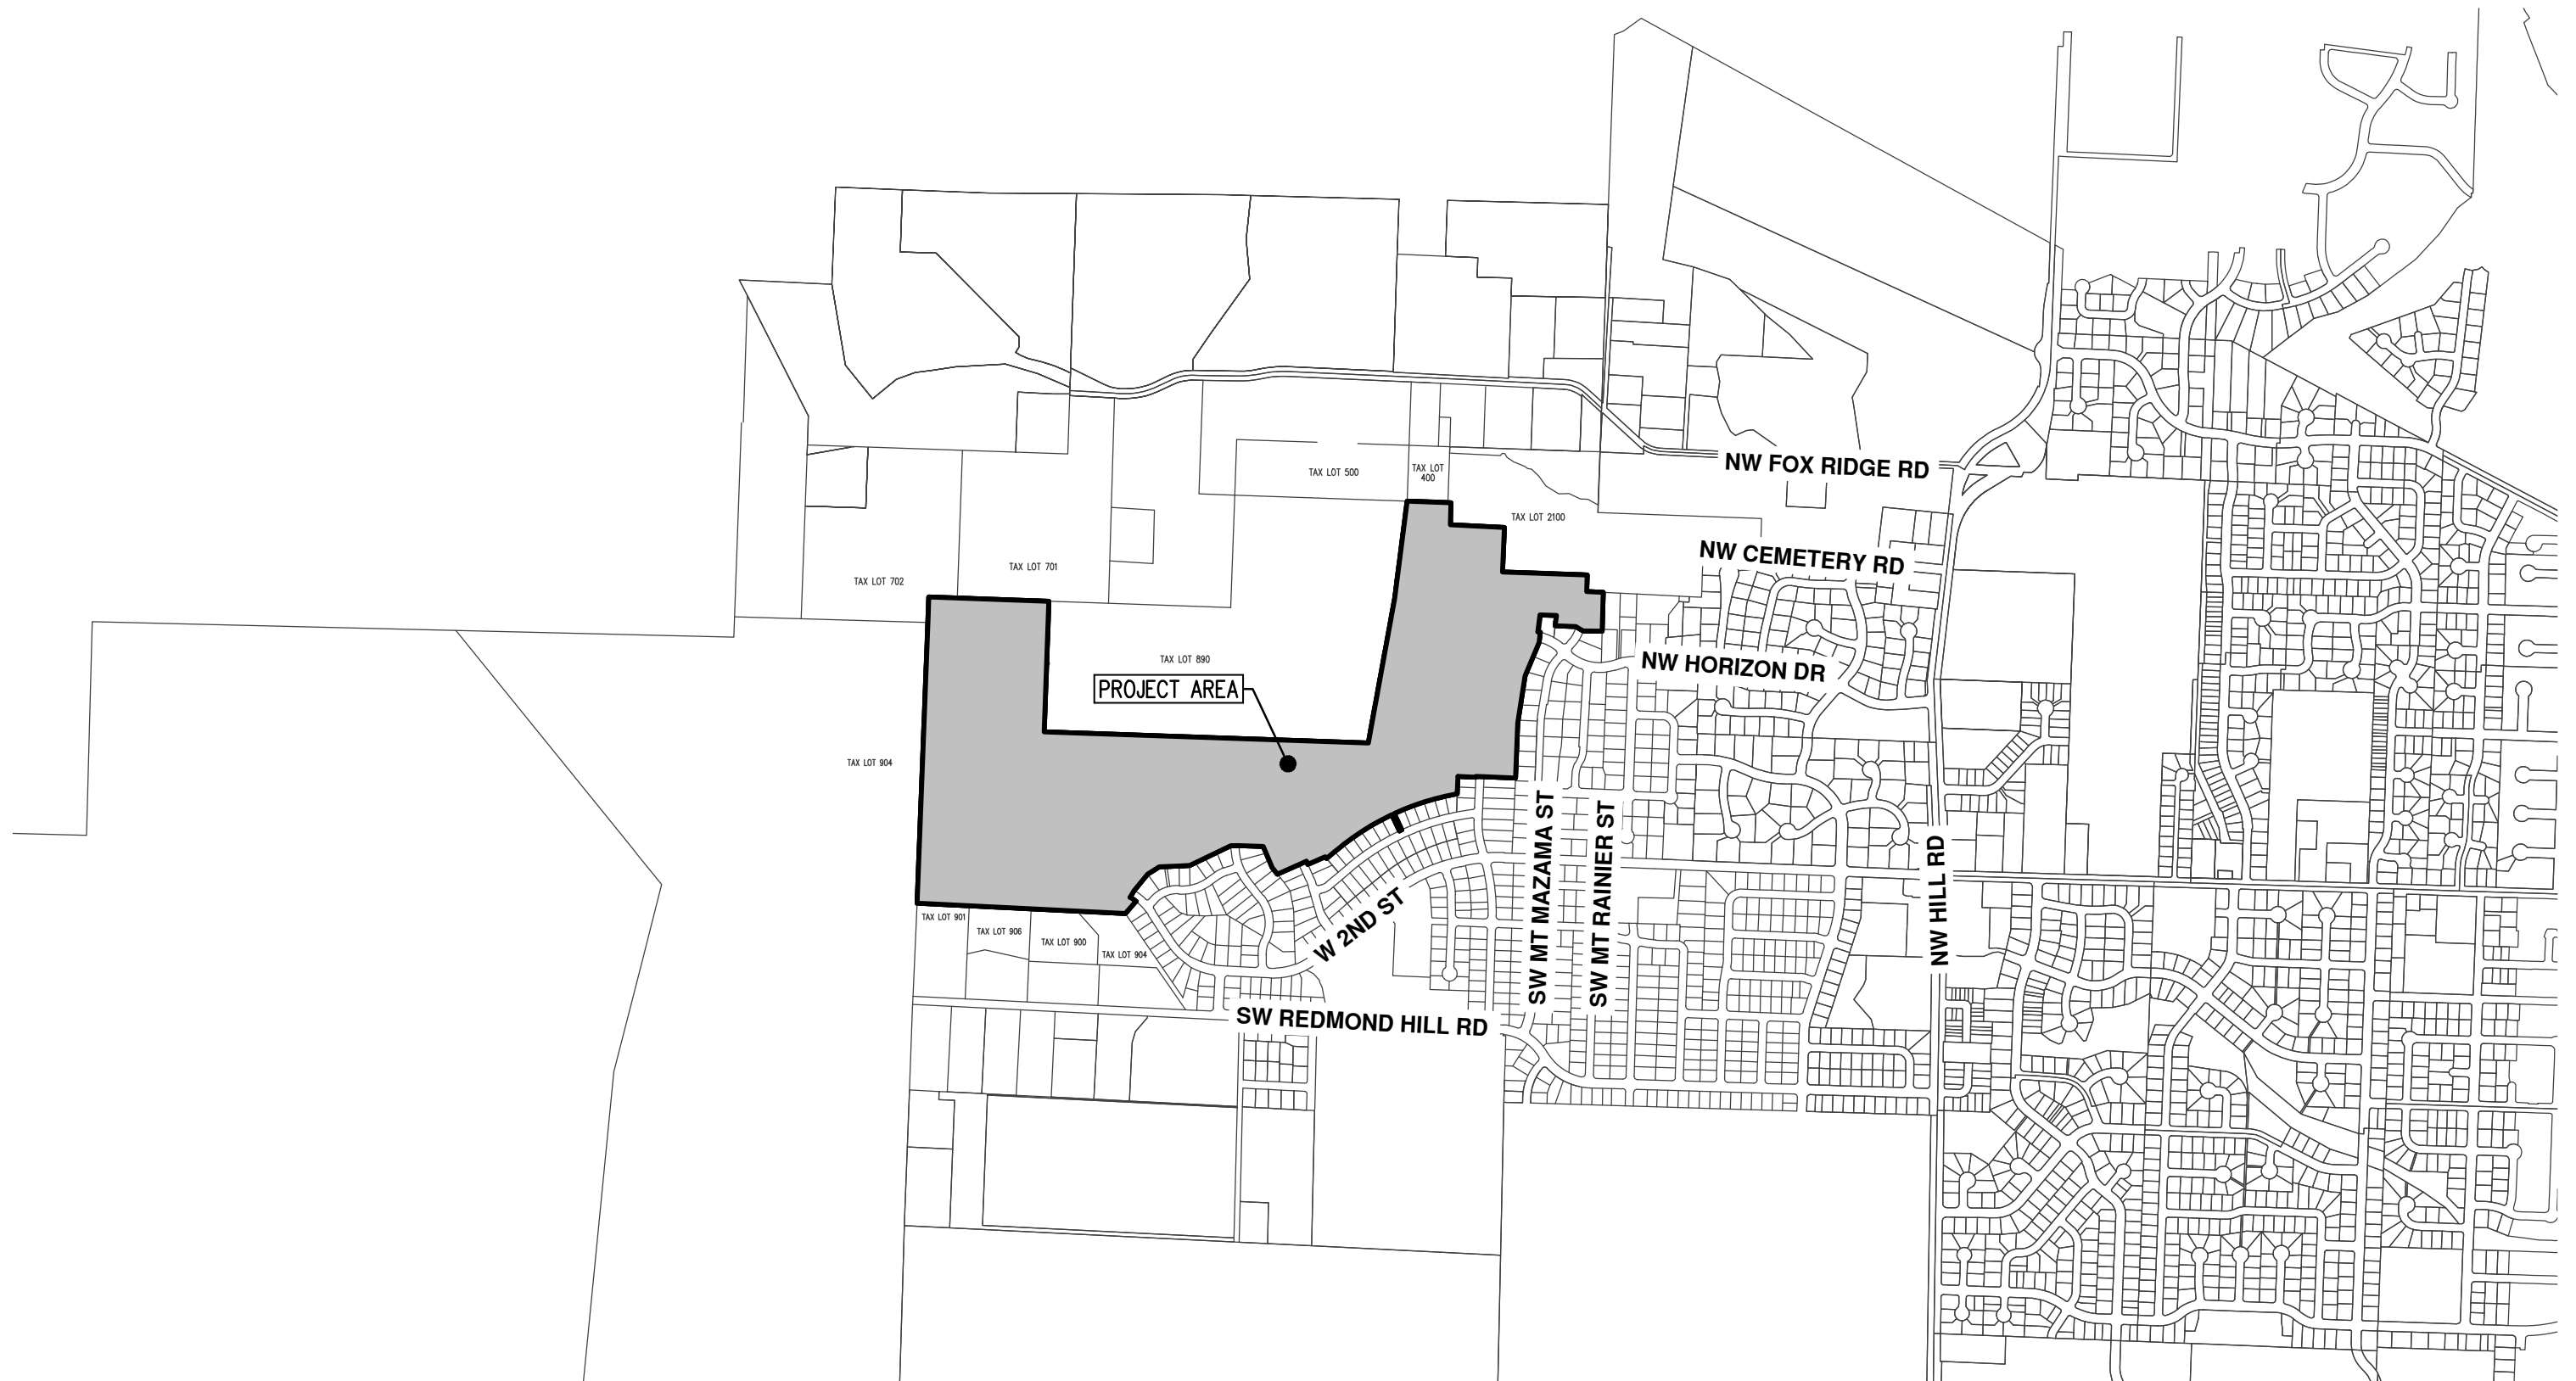 NW FOX RIDGE RD
TAX LOT 500
TAX LOT
400
TAX LOT 2100
NW CEMETERY RD
TAX LOT 701
TAX LOT 702
TAX LOT 890
NW HORIZON DR
PROJECT AREA
TAX LOT 904
SW MT MAZAMA ST
SW MT RAINIER ST
NW HILL RD
TAX LOT 901
W 2ND ST
TAX LOT 906
TAX LOT 900
TAX LOT 904
SW REDMOND HILL RD